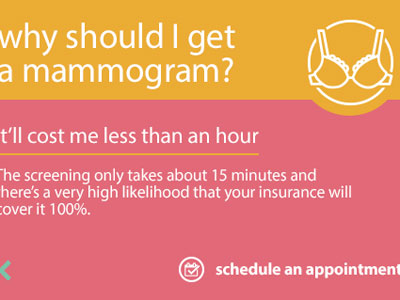 why should I get
a mammogram?
t'll cost me less than an hour
The screening only takes about 15 minutes and
here's a very high likelihood that your insurance will
cover it 100%.
schedule an appointment